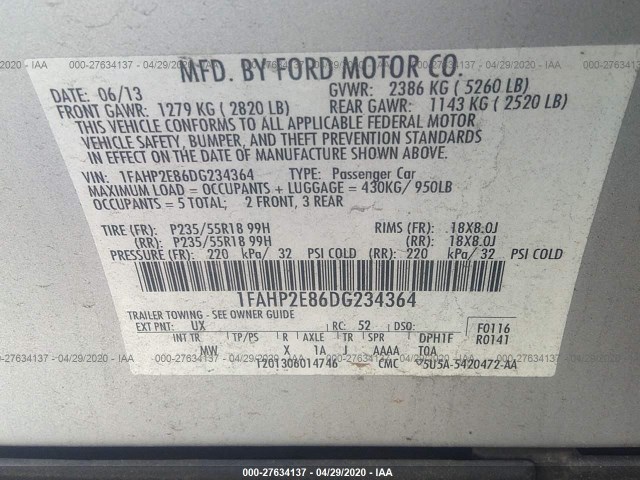 000-27634137 - 04/29/2020 - IAA
MFD. BY FORD MOTOR CO.
DATE: 06/13 GVWR: 2386 KG ( 5260 LB)
FRONT GAWR: 1279 KG ( 2820 LB) REAR GAWR: 1143 KG ( 2520 LB)
THIS VEHICLE CONFORMS TO ALL APPLICABLE FEDERAL MOTOR
VEHICLE SAFETY, BUMPER, AND THEFT PREVENTION STANDARDS
IN EFFECT ON THE DATE OF MANUFACTURE SHOWN ABOVE.
VIN: 1FAHP2E86DG234364 TYPE: Passenger Car
MAXIMUM LOAD = OCCUPANTS + LUGGAGE = 430KG/ 950LB
OCCUPANTS = 5 TOTAL; 2 FRONT, 3 REAR
TIRE (FR): P235/55R18 99H RIMS (FR): 18X8.0J
(RR): P235/55R18 99H (RR): 18X8.0J
PRESSURE (FR): 220 kPa/ 32 PSI COLD (RR): 220 kPa/ 32 PSI COLD
1FAHP2E86DG234364
TRAILER TOWING - SEE OWNER GUIDE
EXT PNT: UX RC: 52 DSO: F0116
INT TR TP/PS R AXLE TR SPR DPH1F R0141
MW X 1A J AAAA TOA
T201306014746 CMC 5U5A-5420472-AA
000-27634137 - 04/29/2020 - IAA